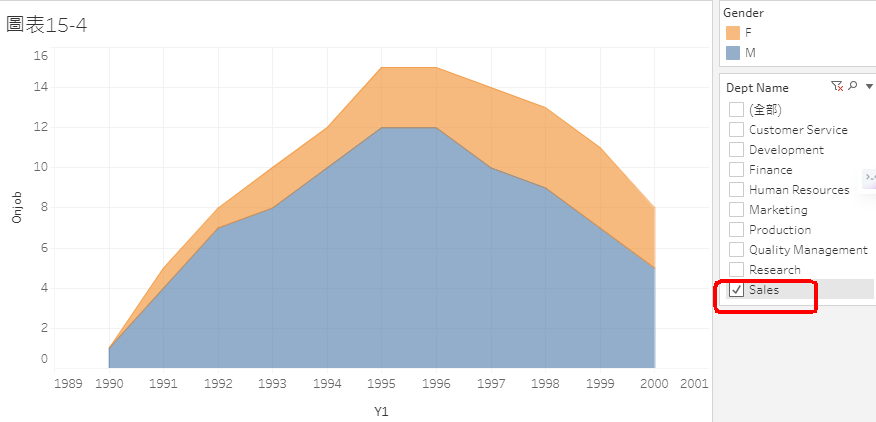 圖表15-4
16
14
12
10
8
6
4
2
0
Onjob
1989 1990 1991 1992 1993 1994 1995 1996 1997 1998 1999 2000 2001
Y1
Gender
F
M
Dept Name
(全部)
Customer Service
Development
Finance
Human Resources
Marketing
Production
Quality Management
Research
Sales